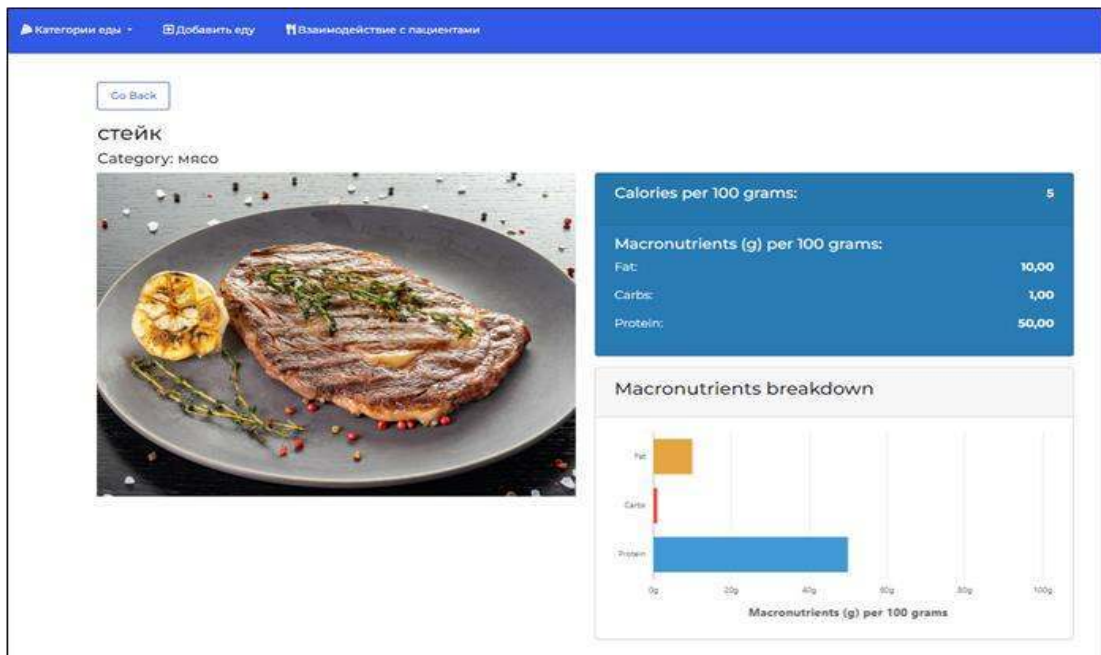 Категории еды
Добавить еду
Взаимодействие с пациентами
Go Back
стейк
Category: мясо
Calories per 100 grams: 5
Macronutrients (g) per 100 grams:
Fat: 10,00
Carbs: 1,00
Protein: 50,00
Macronutrients breakdown
Fat
Carbs
Protein
0g 20g 40g 60g 80g 100g
Macronutrients (g) per 100 grams